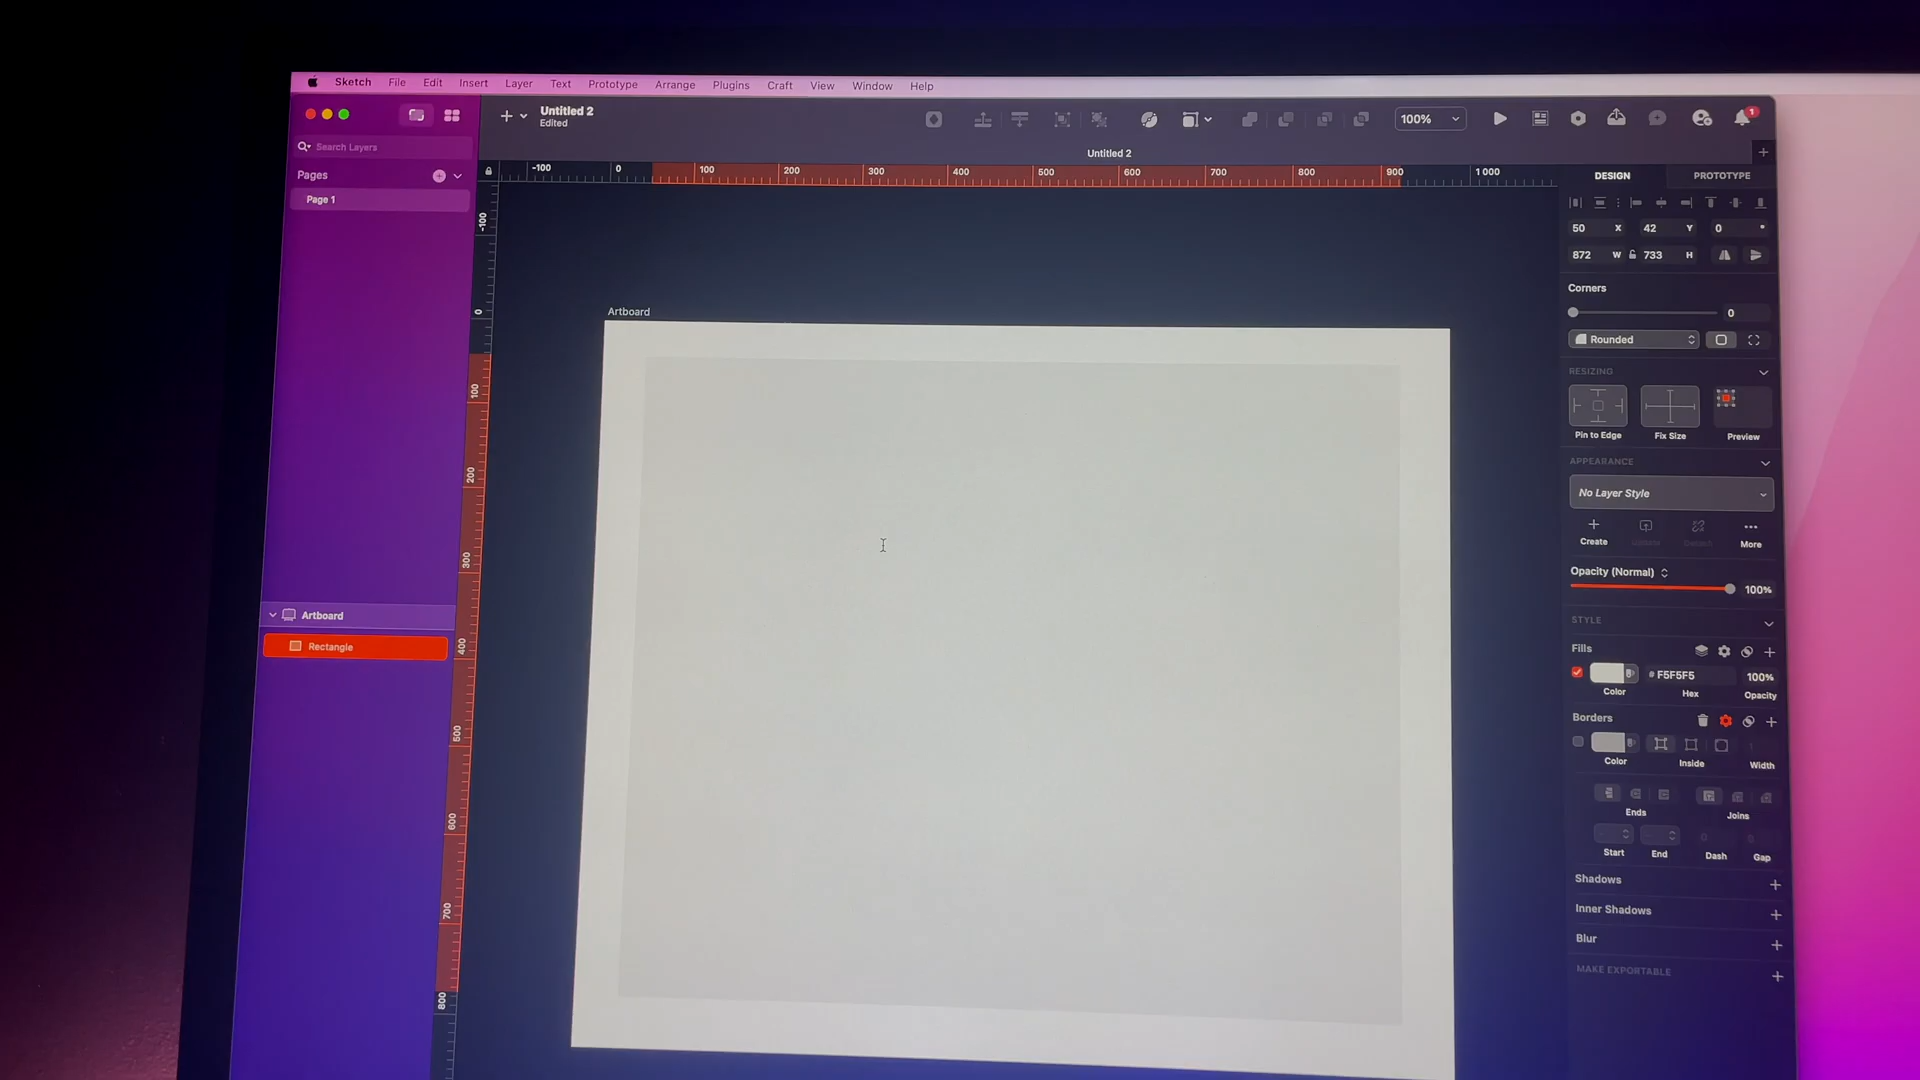 Sketch File Edit Insert Layer Text Prototype Arrange Plugins Craft View Window Help
Untitled 2
Edited
100%
1
Search Layers
Untitled 2
Pages
Page 1
-100 0 100 200 300 400 500 600 700 800 900 1 000
-100
0
100
200
300
400
500
600
700
800
Artboard
Artboard
Rectangle
DESIGN PROTOTYPE
50 X 42 Y 0 °
872 W 733 H
Corners
0
Rounded
RESIZING
Pin to Edge Fix Size Preview
APPEARANCE
No Layer Style
Create More
Opacity (Normal)
100%
STYLE
Fills
# F5F5F5 100%
Color Hex Opacity
Borders
Color Inside Width
Ends Joins
Start End Dash Gap
Shadows
Inner Shadows
Blur
MAKE EXPORTABLE